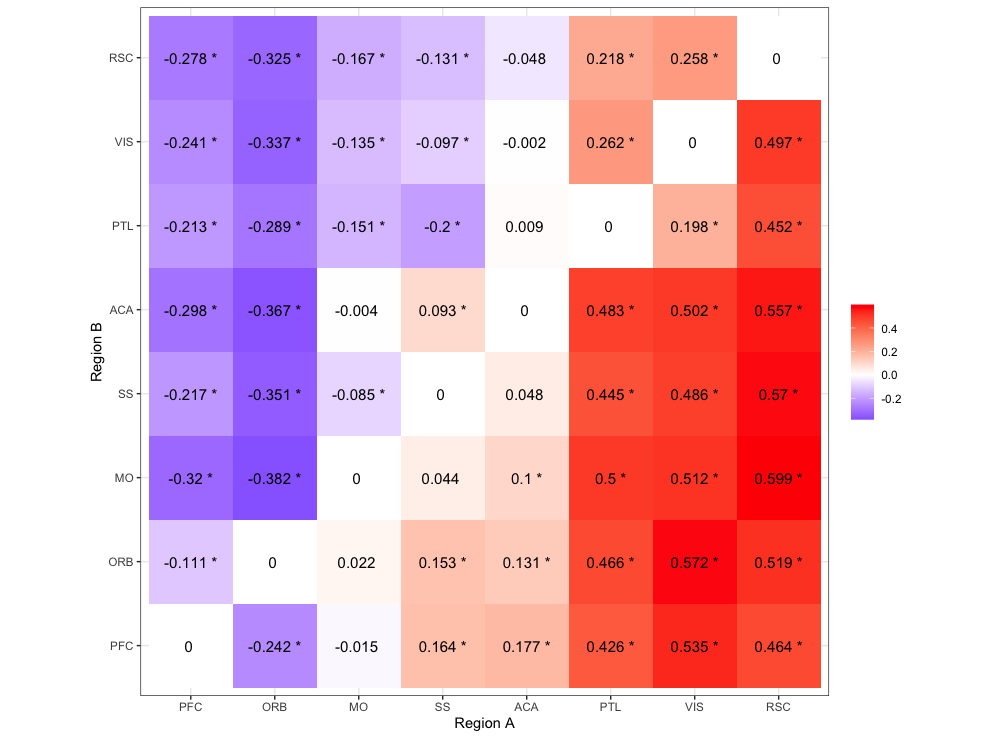 RSC -0.278 * -0.325 * -0.167 * -0.131 * -0.048 0.218 * 0.258 * 0
VIS -0.241 * -0.337 * -0.135 * -0.097 * -0.002 0.262 * 0 0.497 *
PTL -0.213 * -0.289 * -0.151 * -0.2 * 0.009 0 0.198 * 0.452 *
ACA -0.298 * -0.367 * -0.004 0.093 * 0 0.483 * 0.502 * 0.557 *
SS -0.217 * -0.351 * -0.085 * 0 0.048 0.445 * 0.486 * 0.57 *
MO -0.32 * -0.382 * 0 0.044 0.1 * 0.5 * 0.512 * 0.599 *
ORB -0.111 * 0 0.022 0.153 * 0.131 * 0.466 * 0.572 * 0.519 *
PFC 0 -0.242 * -0.015 0.164 * 0.177 * 0.426 * 0.535 * 0.464 *
PFC ORB MO SS ACA PTL VIS RSC
Region A
Region B
0.4
0.2
0.0
-0.2